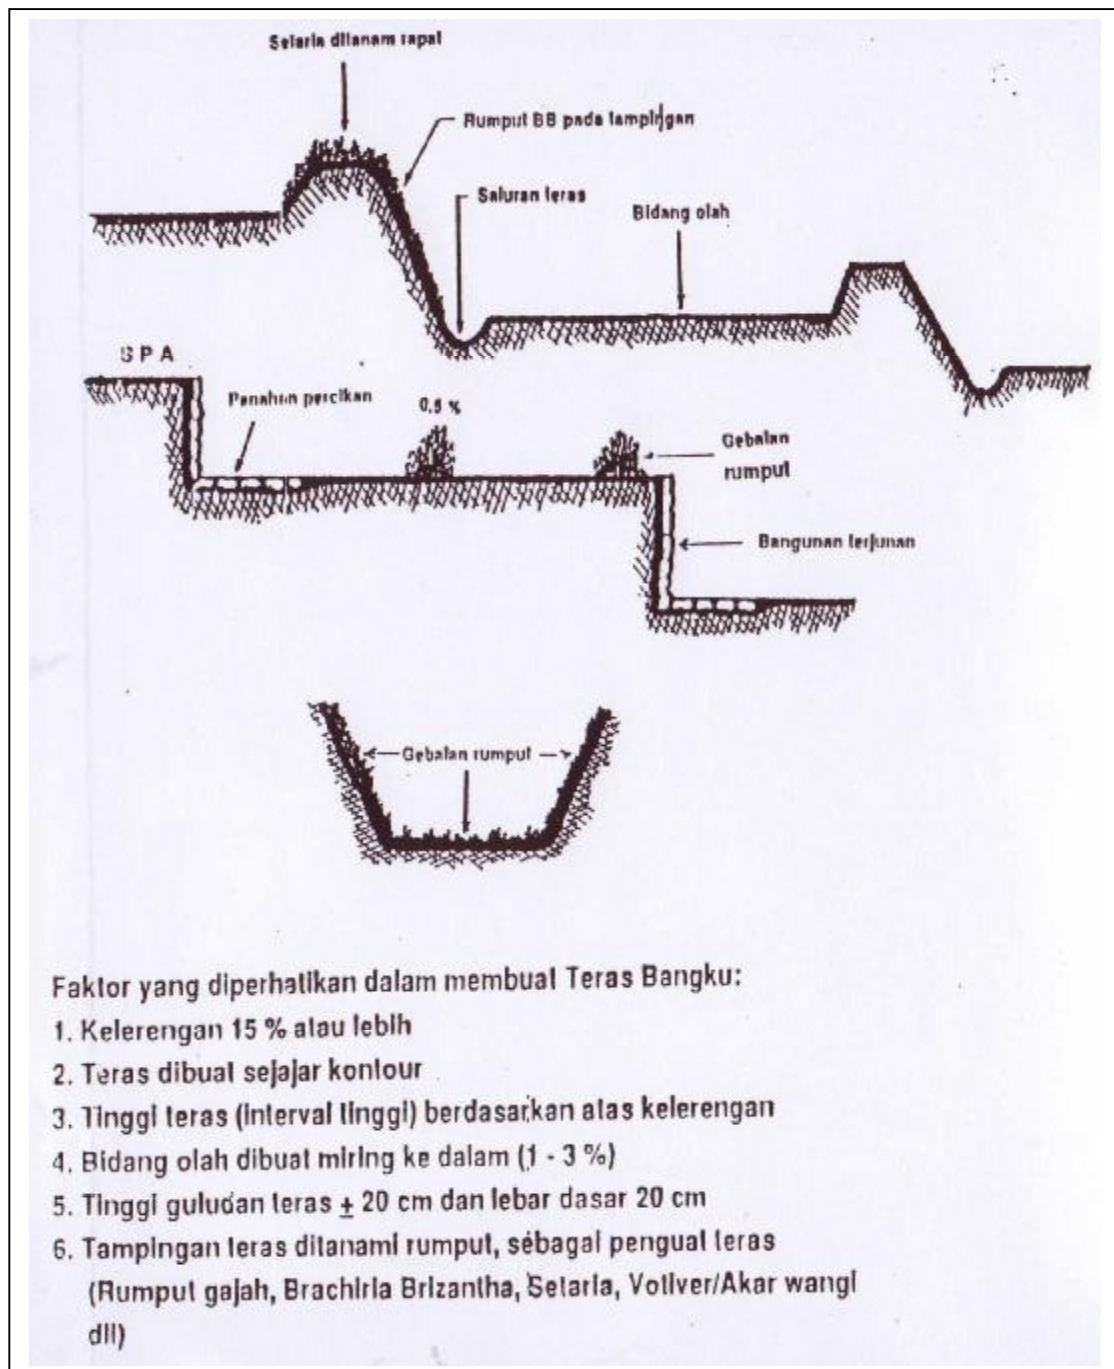 Setaria ditanam rapat
Rumput BB pada tampingan
Saluran teras
Bidang olah
SPA
Penahan percikan
0,5 %
Gebalan
rumput
Bangunan terjunan
Gebalan rumput
Faktor yang diperhatikan dalam membuat Teras Bangku:
1. Kelerengan 15 % atau lebih
2. Teras dibuat sejajar kontour
3. Tinggi teras (interval tinggi) berdasarkan atas kelerengan
4. Bidang olah dibuat miring ke dalam (1 - 3 %)
5. Tinggi guludan teras ± 20 cm dan lebar dasar 20 cm
6. Tampingan teras ditanami rumput, sebagai penguat teras
(Rumput gajah, Brachiria Brizantha, Setaria, Votiver/Akar wangi
dll)